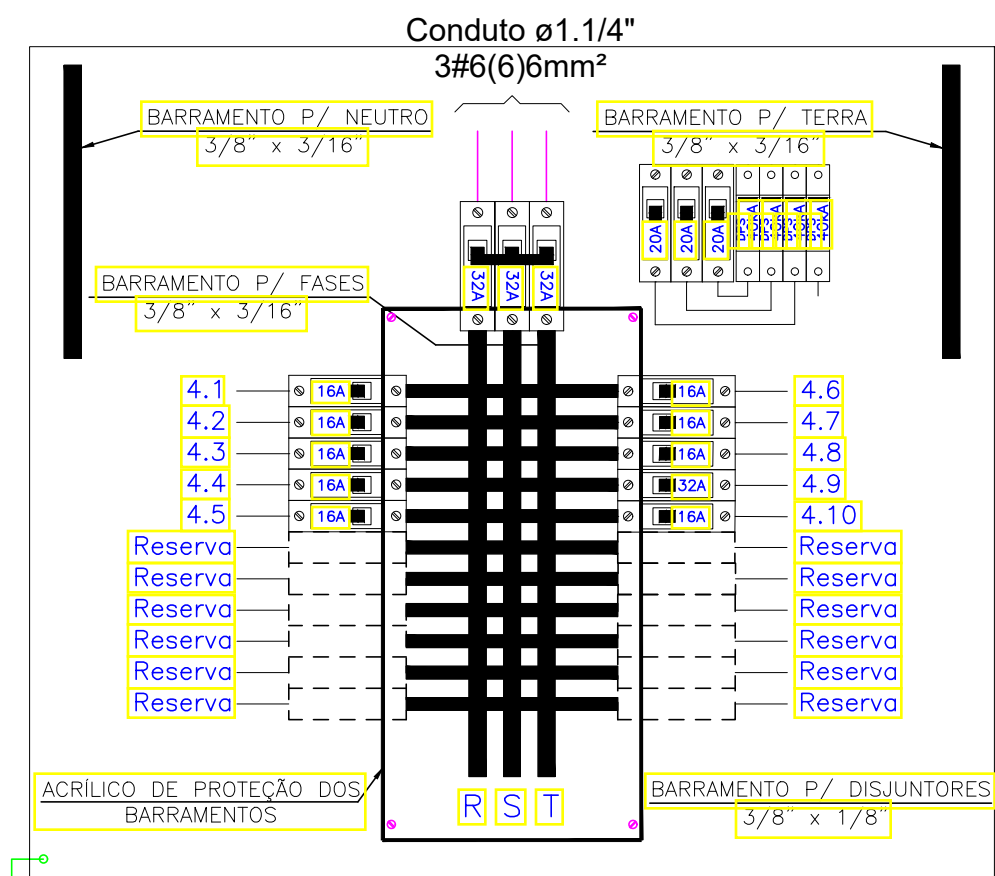 Conduto ø1.1/4"
3#6(6)6mm²
BARRAMENTO P/ NEUTRO
3/8" x 3/16"
BARRAMENTO P/ TERRA
3/8" x 3/16"
20A 20A 20A
BARRAMENTO P/ FASES
3/8" x 3/16"
32A 32A 32A
4.1 16A 16A 4.6
4.2 16A 16A 4.7
4.3 16A 16A 4.8
4.4 16A 32A 4.9
4.5 16A 16A 4.10
Reserva Reserva
Reserva Reserva
Reserva Reserva
Reserva Reserva
Reserva Reserva
Reserva Reserva
ACRÍLICO DE PROTEÇÃO DOS
BARRAMENTOS
R S T
BARRAMENTO P/ DISJUNTORES
3/8" x 1/8"